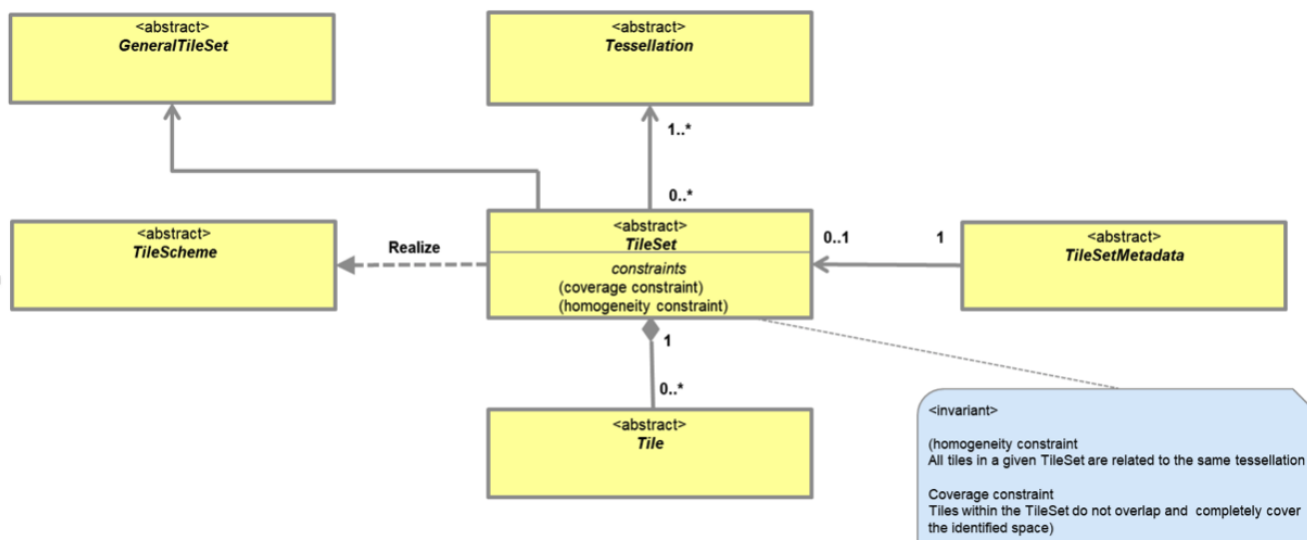 <abstract>
GeneralTileSet
<abstract>
Tessellation
1..*
0..*
<abstract>
TileScheme
Realize
<abstract>
TileSet
constraints
(coverage constraint)
(homogeneity constraint)
0..1
1
<abstract>
TileSetMetadata
1
0..*
<abstract>
Tile
<invariant>
(homogeneity constraint
All tiles in a given TileSet are related to the same tessellation
Coverage constraint
Tiles within the TileSet do not overlap and completely cover
the identified space)